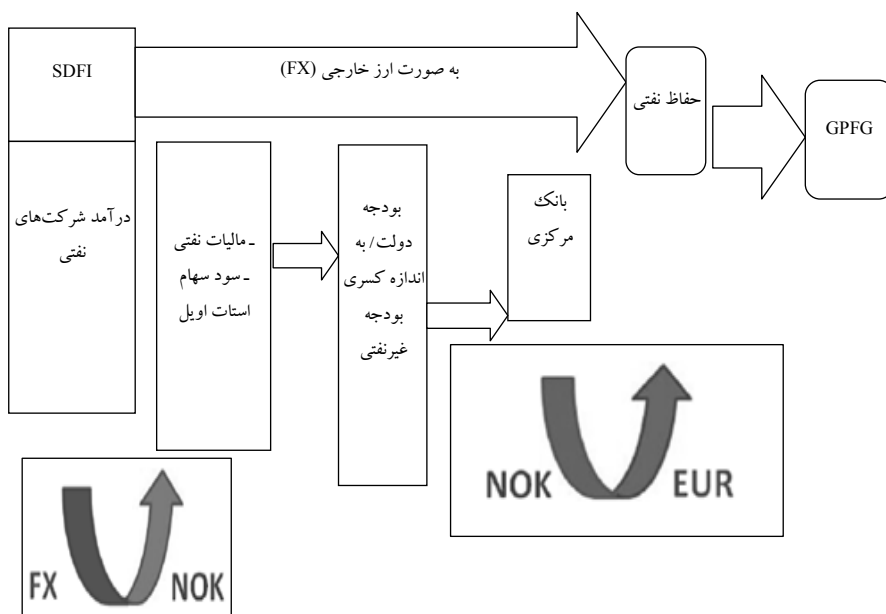 SDFI
به صورت ارز خارجی (FX)
حفاظ نفتی
GPFG
درآمد شرکت‌های
نفتی
ـ مالیات نفتی
ـ سود سهام
استات اویل
بودجه
دولت/ به
اندازه کسری
بودجه
غیرنفتی
بانک
مرکزی
NOK EUR
FX NOK